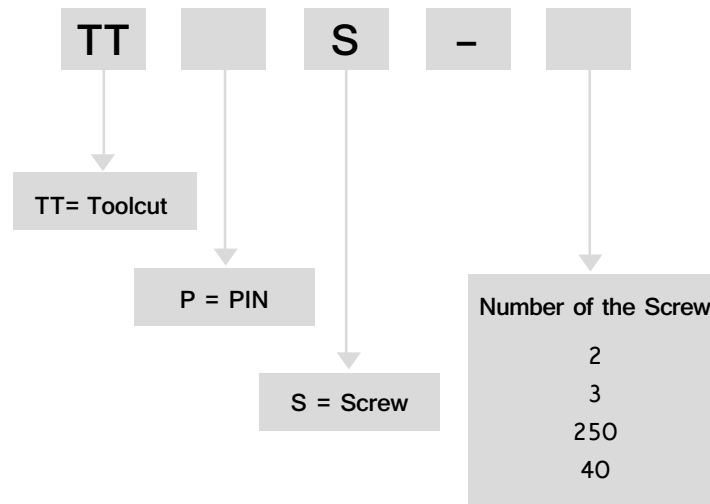 TT S –
TT= Toolcut
P = PIN
S = Screw
Number of the Screw
2
3
250
40